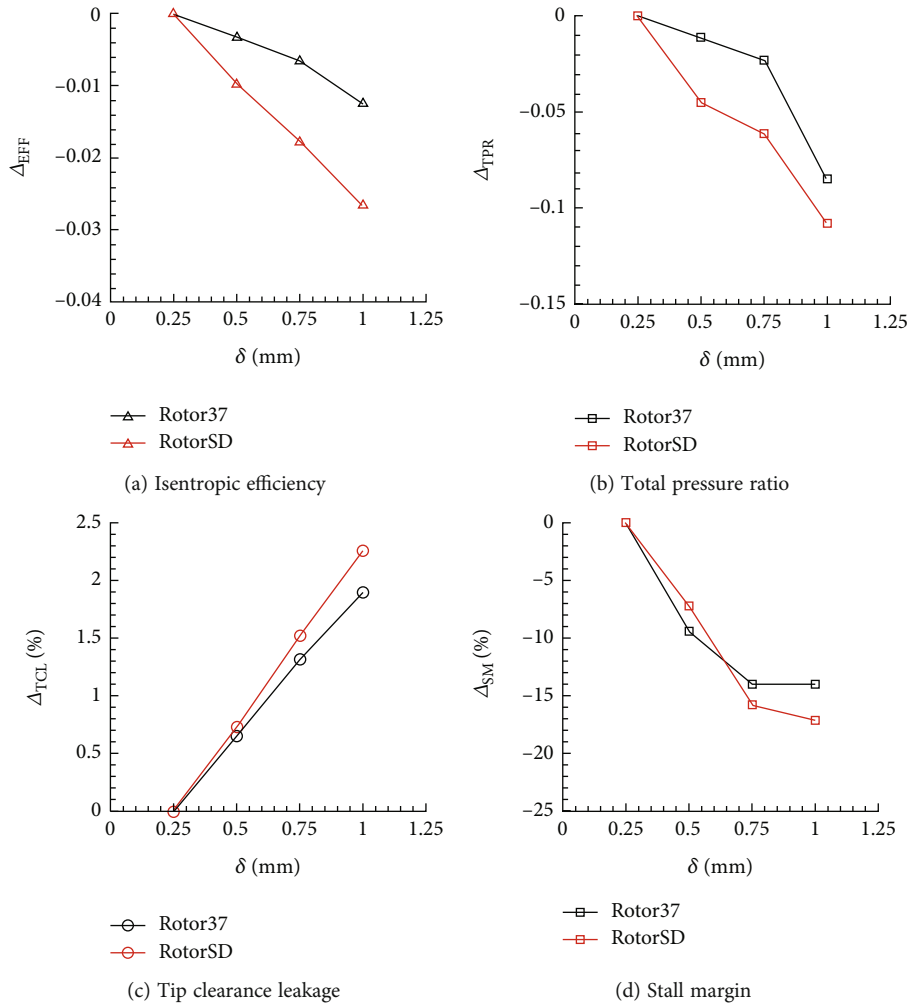 0
−0.01
−0.02
−0.03
−0.04
Δ_EFF
0 0.25 0.5 0.75 1 1.25
δ (mm)
Rotor37
RotorSD
(a) Isentropic efficiency
0
−0.05
−0.1
−0.15
Δ_TPR
0 0.25 0.5 0.75 1 1.25
δ (mm)
Rotor37
RotorSD
(b) Total pressure ratio
2.5
2
1.5
1
0.5
0
Δ_TCL (%)
0 0.25 0.5 0.75 1 1.25
δ (mm)
Rotor37
RotorSD
(c) Tip clearance leakage
0
−5
−10
−15
−20
−25
Δ_SM (%)
0 0.25 0.5 0.75 1 1.25
δ (mm)
Rotor37
RotorSD
(d) Stall margin